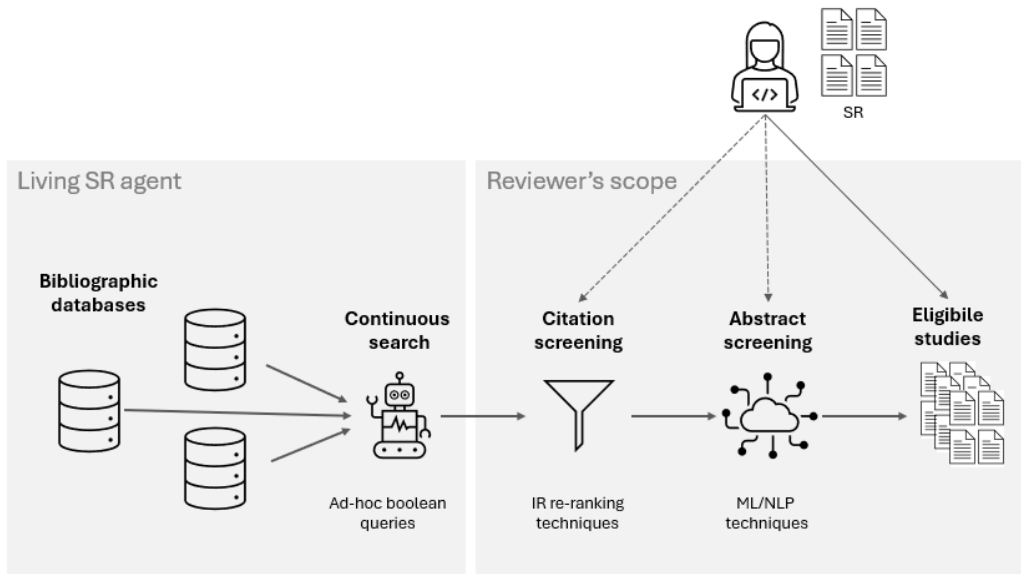 SR
Living SR agent
Reviewer's scope
Bibliographic
databases
Continuous
search
Citation
screening
Abstract
screening
Eligibile
studies
</>
Ad-hoc boolean
queries
IR re-ranking
techniques
ML/NLP
techniques